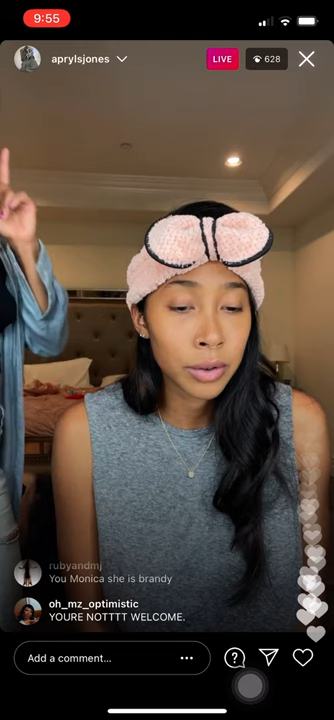 9:55
aprylsjones
LIVE
628
rubyandmj
You Monica she is brandy
oh_mz_optimistic
YOURE NOTTTT WELCOME.
Add a comment...